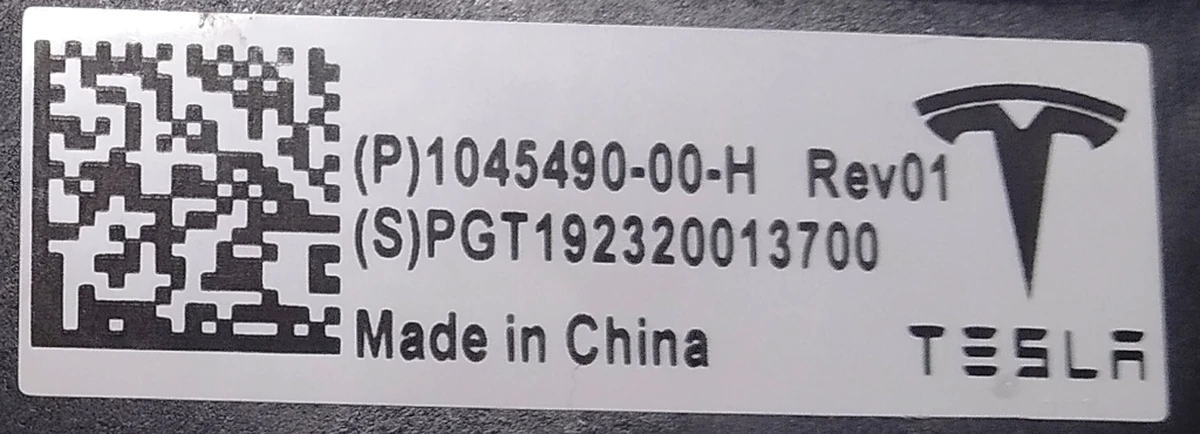 (P)1045490-00-H Rev01
(S)PGT192320013700
Made in China
TESLA